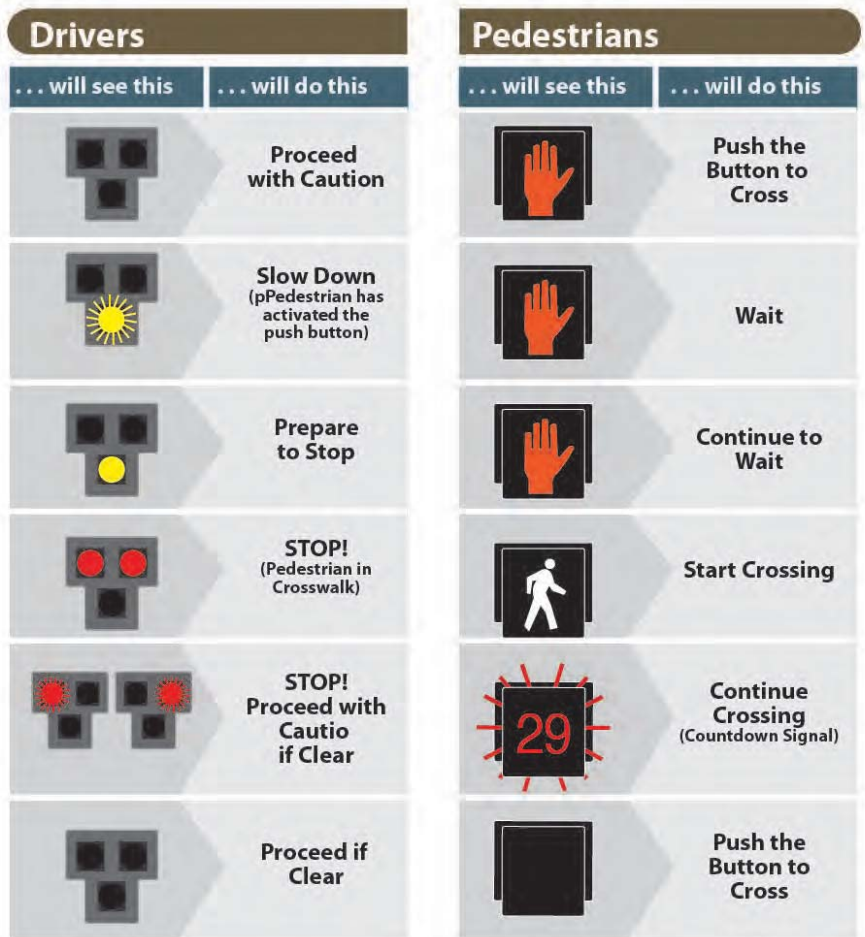 Drivers
... will see this
... will do this
Proceed
with Caution
Slow Down
(pPedestrian has
activated the
push button)
Prepare
to Stop
STOP!
(Pedestrian in
Crosswalk)
STOP!
Proceed with
Cautio
if Clear
Proceed if
Clear
Pedestrians
... will see this
... will do this
Push the
Button to
Cross
Wait
Continue to
Wait
Start Crossing
29
Continue
Crossing
(Countdown Signal)
Push the
Button to
Cross